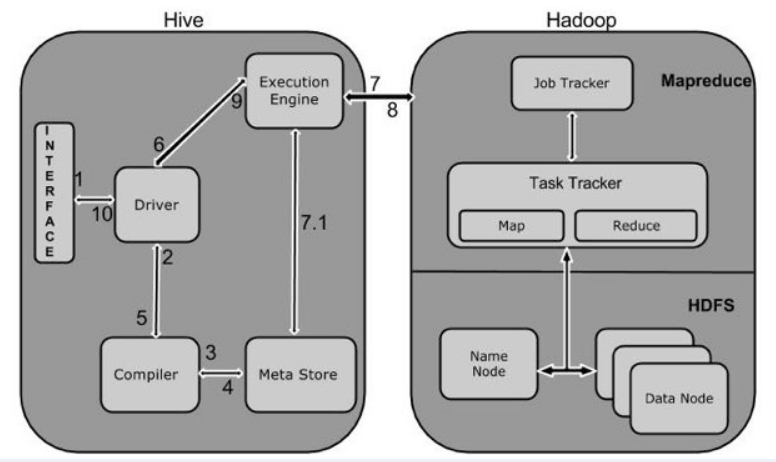 Hive
Hadoop
Execution
Engine
7
8
Job Tracker
Mapreduce
9
6
INTERFACE
1
10
Driver
Task Tracker
Map
Reduce
7.1
2
5
HDFS
Compiler
3
4
Meta Store
Name
Node
Data Node